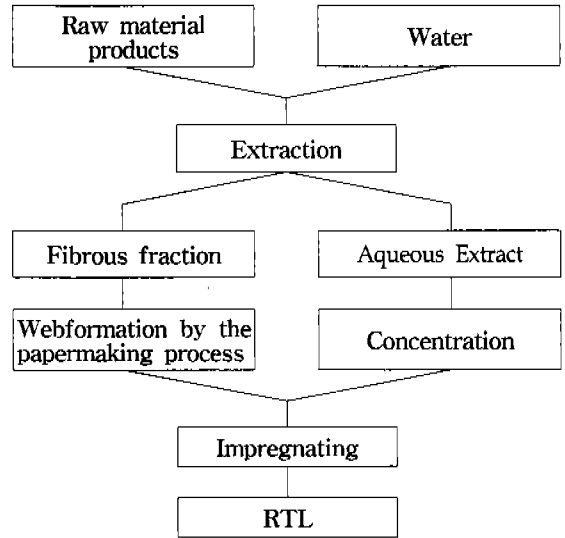 Raw material
products
Water
Extraction
Fibrous fraction
Aqueous Extract
Webformation by the
papermaking process
Concentration
Impregnating
RTL